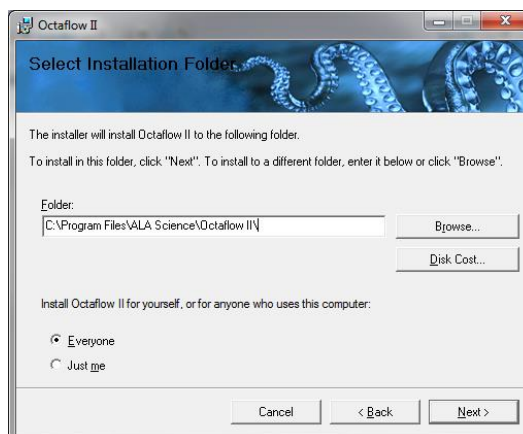 Octaflow II
Select Installation Folder
The installer will install Octaflow II to the following folder.
To install in this folder, click "Next". To install to a different folder, enter it below or click "Browse".
Folder:
C:\Program Files\ALA Science\Octaflow II\
Browse...
Disk Cost...
Install Octaflow II for yourself, or for anyone who uses this computer:
Everyone
Just me
Cancel
< Back
Next >